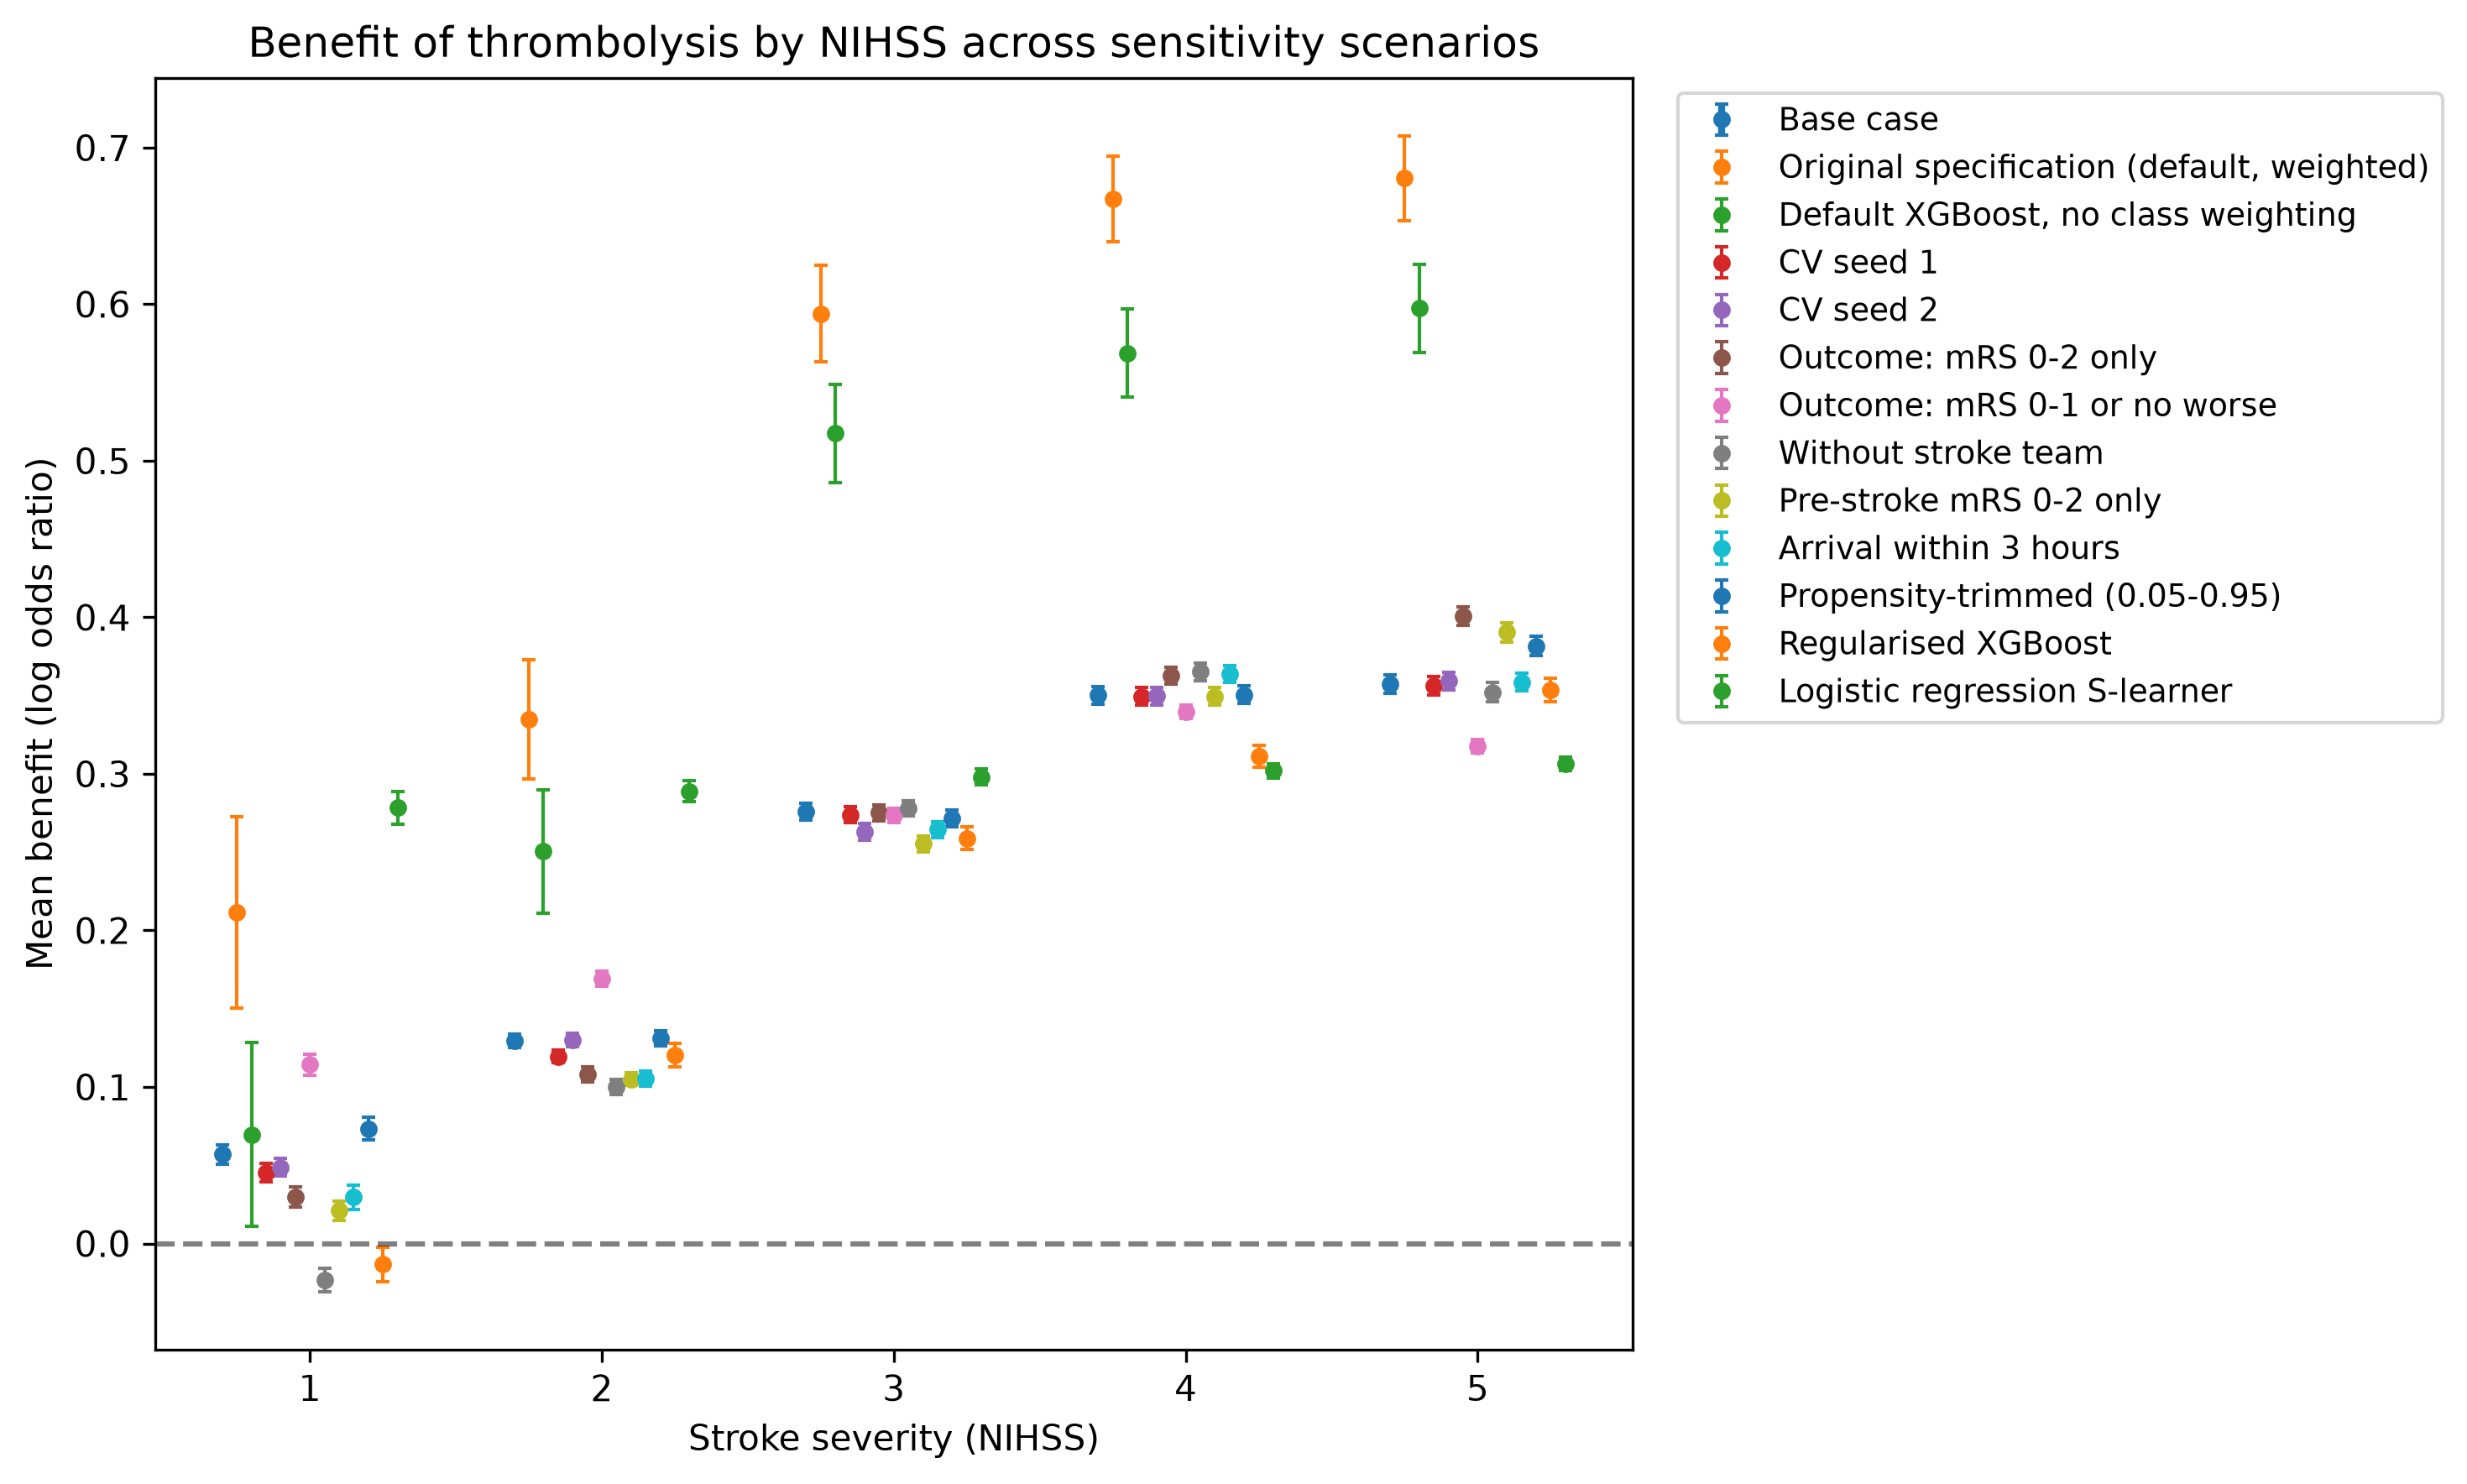 Benefit of thrombolysis by NIHSS across sensitivity scenarios
Mean benefit (log odds ratio)
0.7
0.6
0.5
0.4
0.3
0.2
0.1
0.0
1 2 3 4 5
Stroke severity (NIHSS)
Base case
Original specification (default, weighted)
Default XGBoost, no class weighting
CV seed 1
CV seed 2
Outcome: mRS 0-2 only
Outcome: mRS 0-1 or no worse
Without stroke team
Pre-stroke mRS 0-2 only
Arrival within 3 hours
Propensity-trimmed (0.05-0.95)
Regularised XGBoost
Logistic regression S-learner